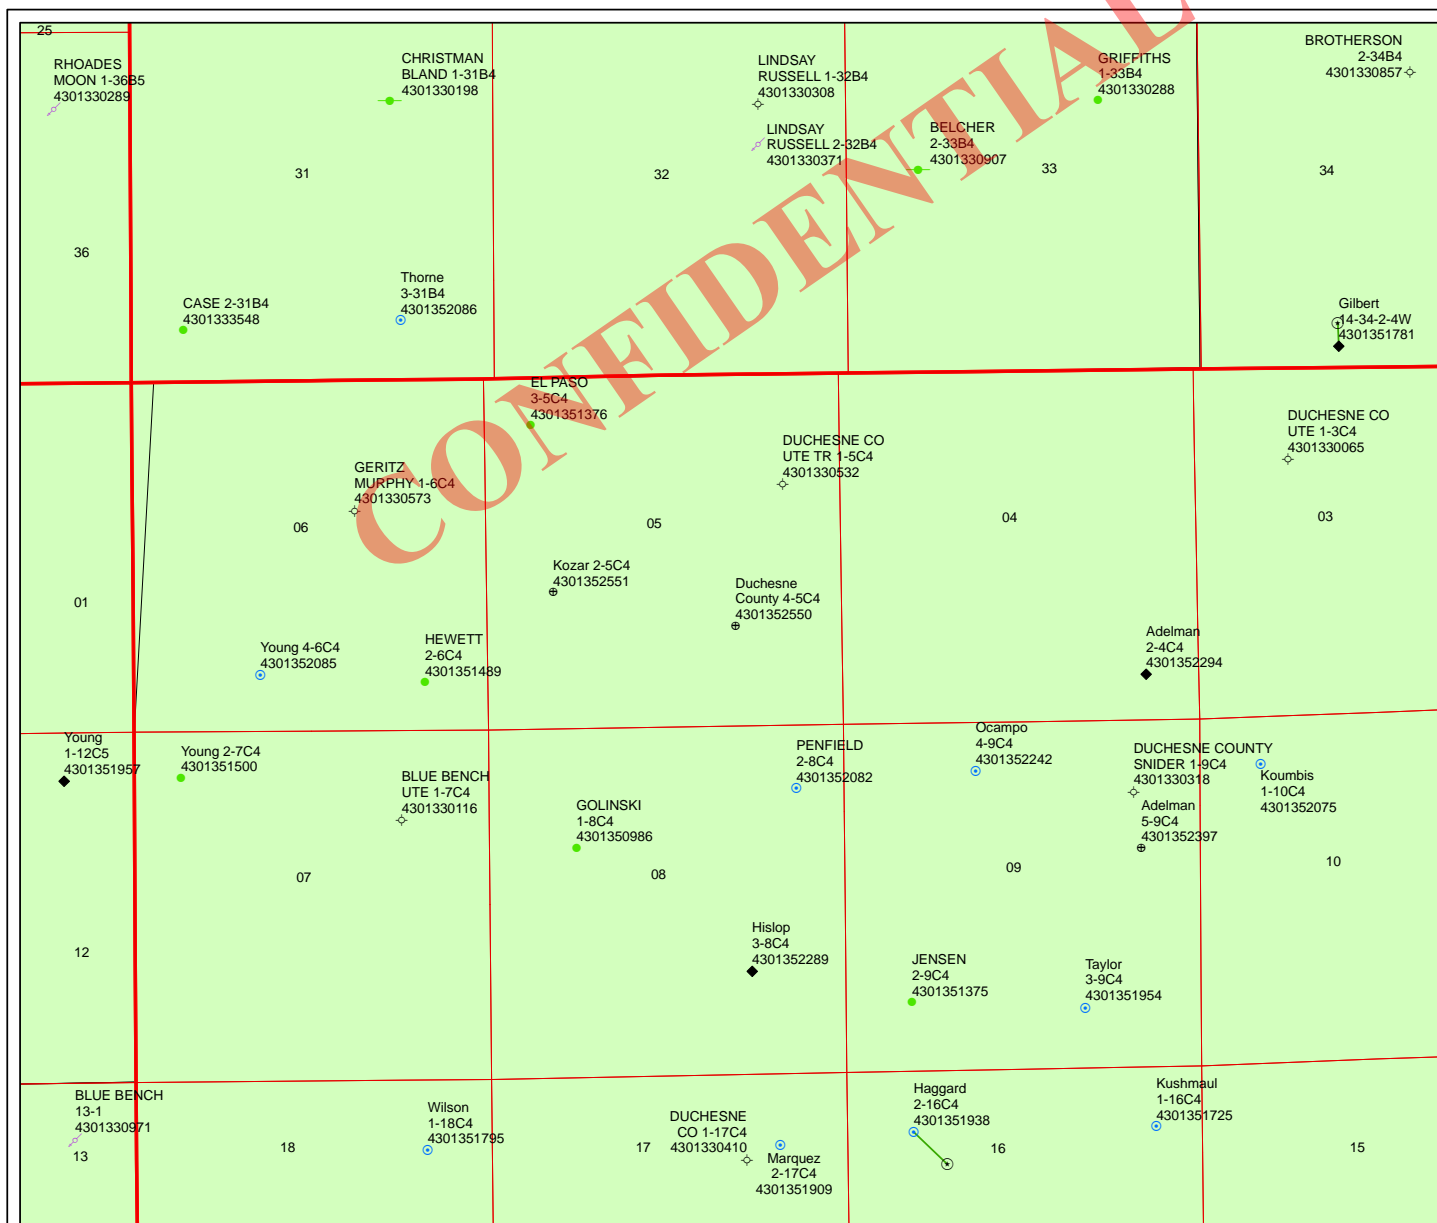 25
RHOADES
MOON 1-36B5
4301330289
CHRISTMAN
BLAND 1-31B4
4301330198
LINDSAY
RUSSELL 1-32B4
4301330308
LINDSAY
RUSSELL 2-32B4
4301330371
GRIFFITHS
1-33B4
4301330288
BELCHER
2-33B4
4301330907
BROTHERSON
2-34B4
4301330857
31
32
33
34
36
CASE 2-31B4
4301333548
Thorne
3-31B4
4301352086
Gilbert
14-34-2-4W
4301351781
CONFIDENTIAL
EL PASO
3-5C4
4301351376
DUCHESNE CO
UTE TR 1-5C4
4301330532
DUCHESNE CO
UTE 1-3C4
4301330065
GERITZ
MURPHY 1-6C4
4301330573
06
05
04
03
Kozar 2-5C4
4301352551
Duchesne
County 4-5C4
4301352550
01
Young 4-6C4
4301352085
HEWETT
2-6C4
4301351489
Adelman
2-4C4
4301352294
Young
1-12C5
4301351957
Young 2-7C4
4301351500
BLUE BENCH
UTE 1-7C4
4301330116
GOLINSKI
1-8C4
4301350986
PENFIELD
2-8C4
4301352082
Ocampo
4-9C4
4301352242
DUCHESNE COUNTY
SNIDER 1-9C4
4301330318
Adelman
5-9C4
4301352397
Koumbis
1-10C4
4301352075
07
08
09
10
12
Hislop
3-8C4
4301352289
JENSEN
2-9C4
4301351375
Taylor
3-9C4
4301351954
BLUE BENCH
13-1
4301330971
13
18
Wilson
1-18C4
4301351795
17
DUCHESNE
CO 1-17C4
4301330410
Marquez
2-17C4
4301351909
Haggard
2-16C4
4301351938
16
Kushmaul
1-16C4
4301351725
15